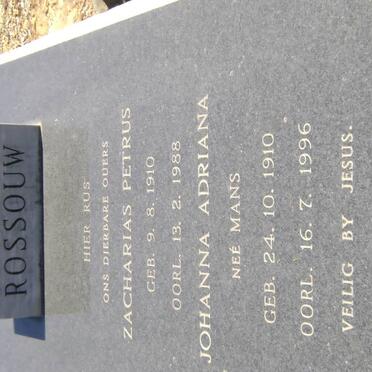 ROSSOUW
HIER RUS
ONS DIERBARE OUERS
ZACHARIAS PETRUS
GEB. 9. 8. 1910
OORL. 13. 2. 1988
JOHANNA ADRIANA
NEÉ MANS
GEB. 24. 10. 1910
OORL. 16. 7. 1996
VEILIG BY JESUS.